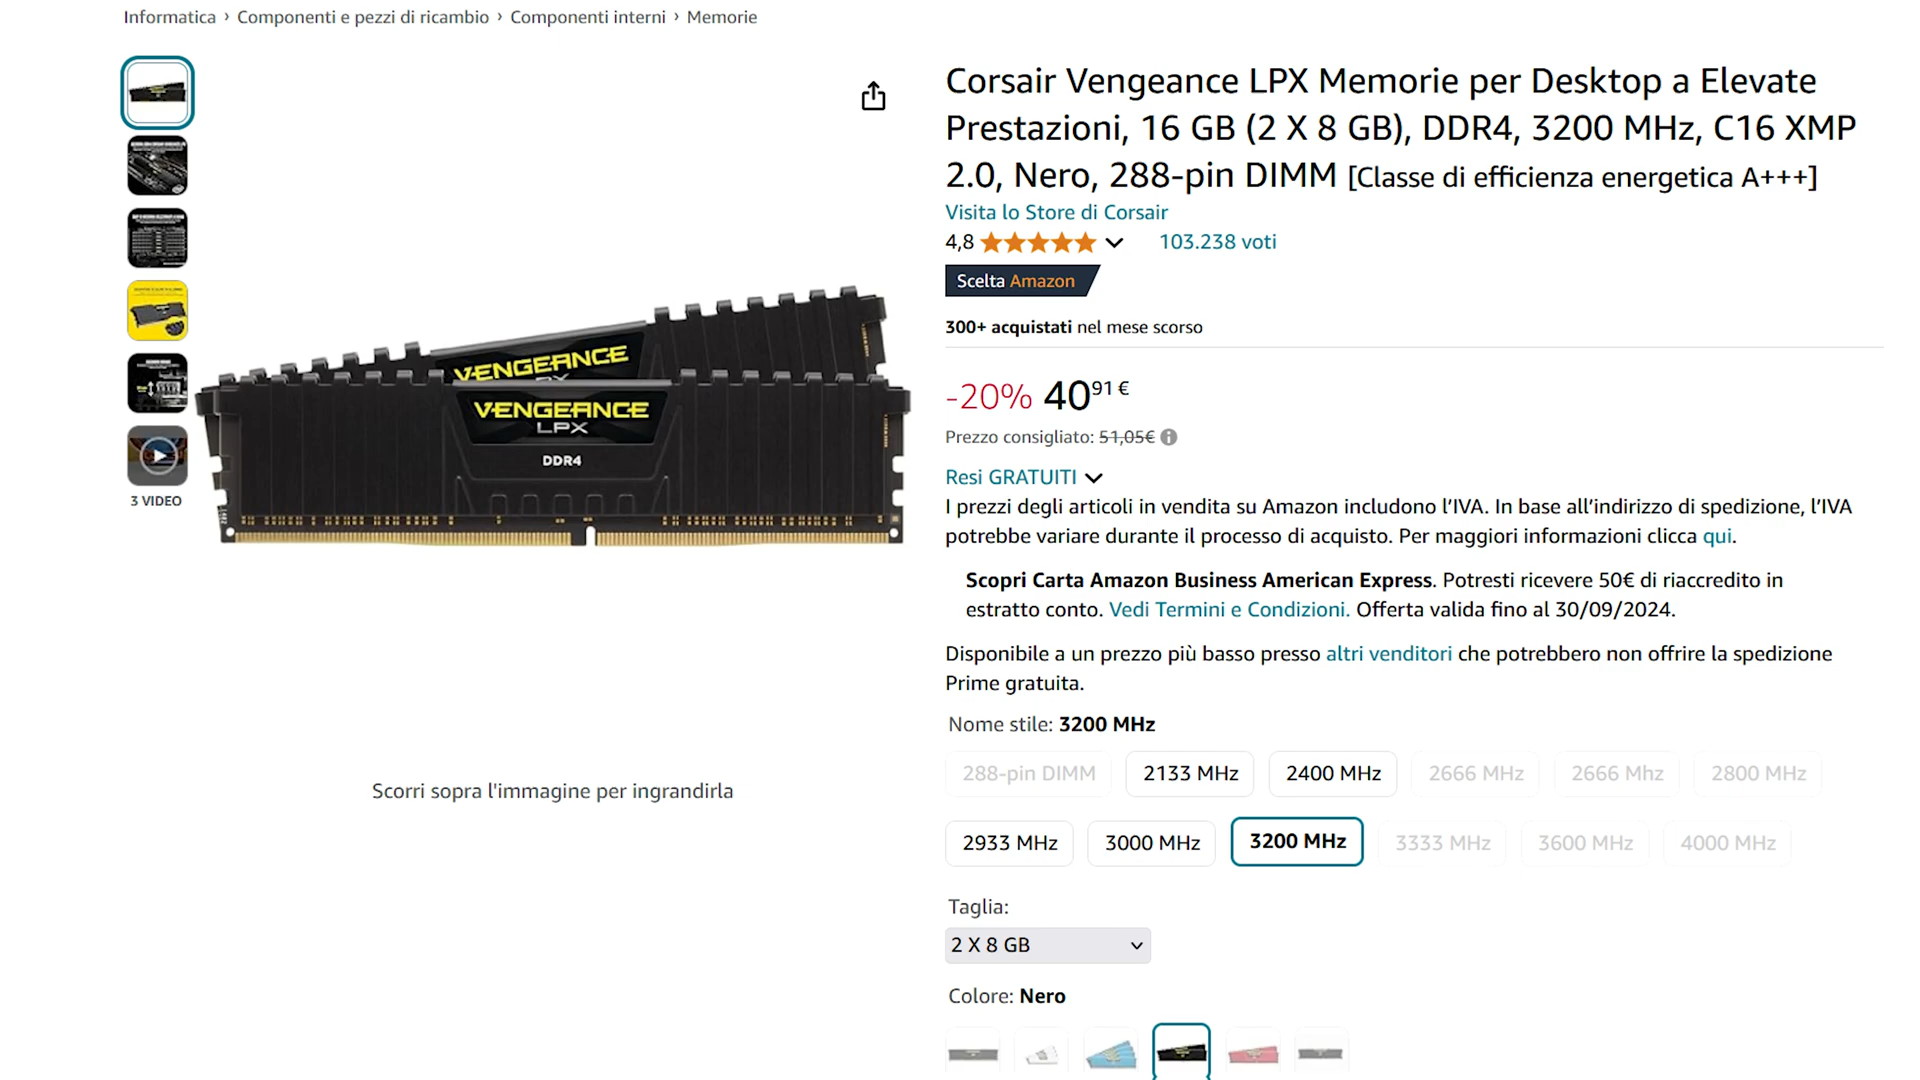 Informatica › Componenti e pezzi di ricambio › Componenti interni › Memorie
3 VIDEO
VENGEANCE
VENGEANCE
LPX
DDR4
Scorri sopra l'immagine per ingrandirla
Corsair Vengeance LPX Memorie per Desktop a Elevate
Prestazioni, 16 GB (2 X 8 GB), DDR4, 3200 MHz, C16 XMP
2.0, Nero, 288-pin DIMM [Classe di efficienza energetica A+++]
Visita lo Store di Corsair
4,8 103.238 voti
Scelta Amazon
300+ acquistati nel mese scorso
-20% 40,91 €
Prezzo consigliato: 51,05€
Resi GRATUITI
I prezzi degli articoli in vendita su Amazon includono l’IVA. In base all’indirizzo di spedizione, l’IVA
potrebbe variare durante il processo di acquisto. Per maggiori informazioni clicca qui.
Scopri Carta Amazon Business American Express. Potresti ricevere 50€ di riaccredito in
estratto conto. Vedi Termini e Condizioni. Offerta valida fino al 30/09/2024.
Disponibile a un prezzo più basso presso altri venditori che potrebbero non offrire la spedizione
Prime gratuita.
Nome stile: 3200 MHz
288-pin DIMM 2133 MHz 2400 MHz 2666 MHz 2666 Mhz 2800 MHz
2933 MHz 3000 MHz 3200 MHz 3333 MHz 3600 MHz 4000 MHz
Taglia:
2 X 8 GB
Colore: Nero